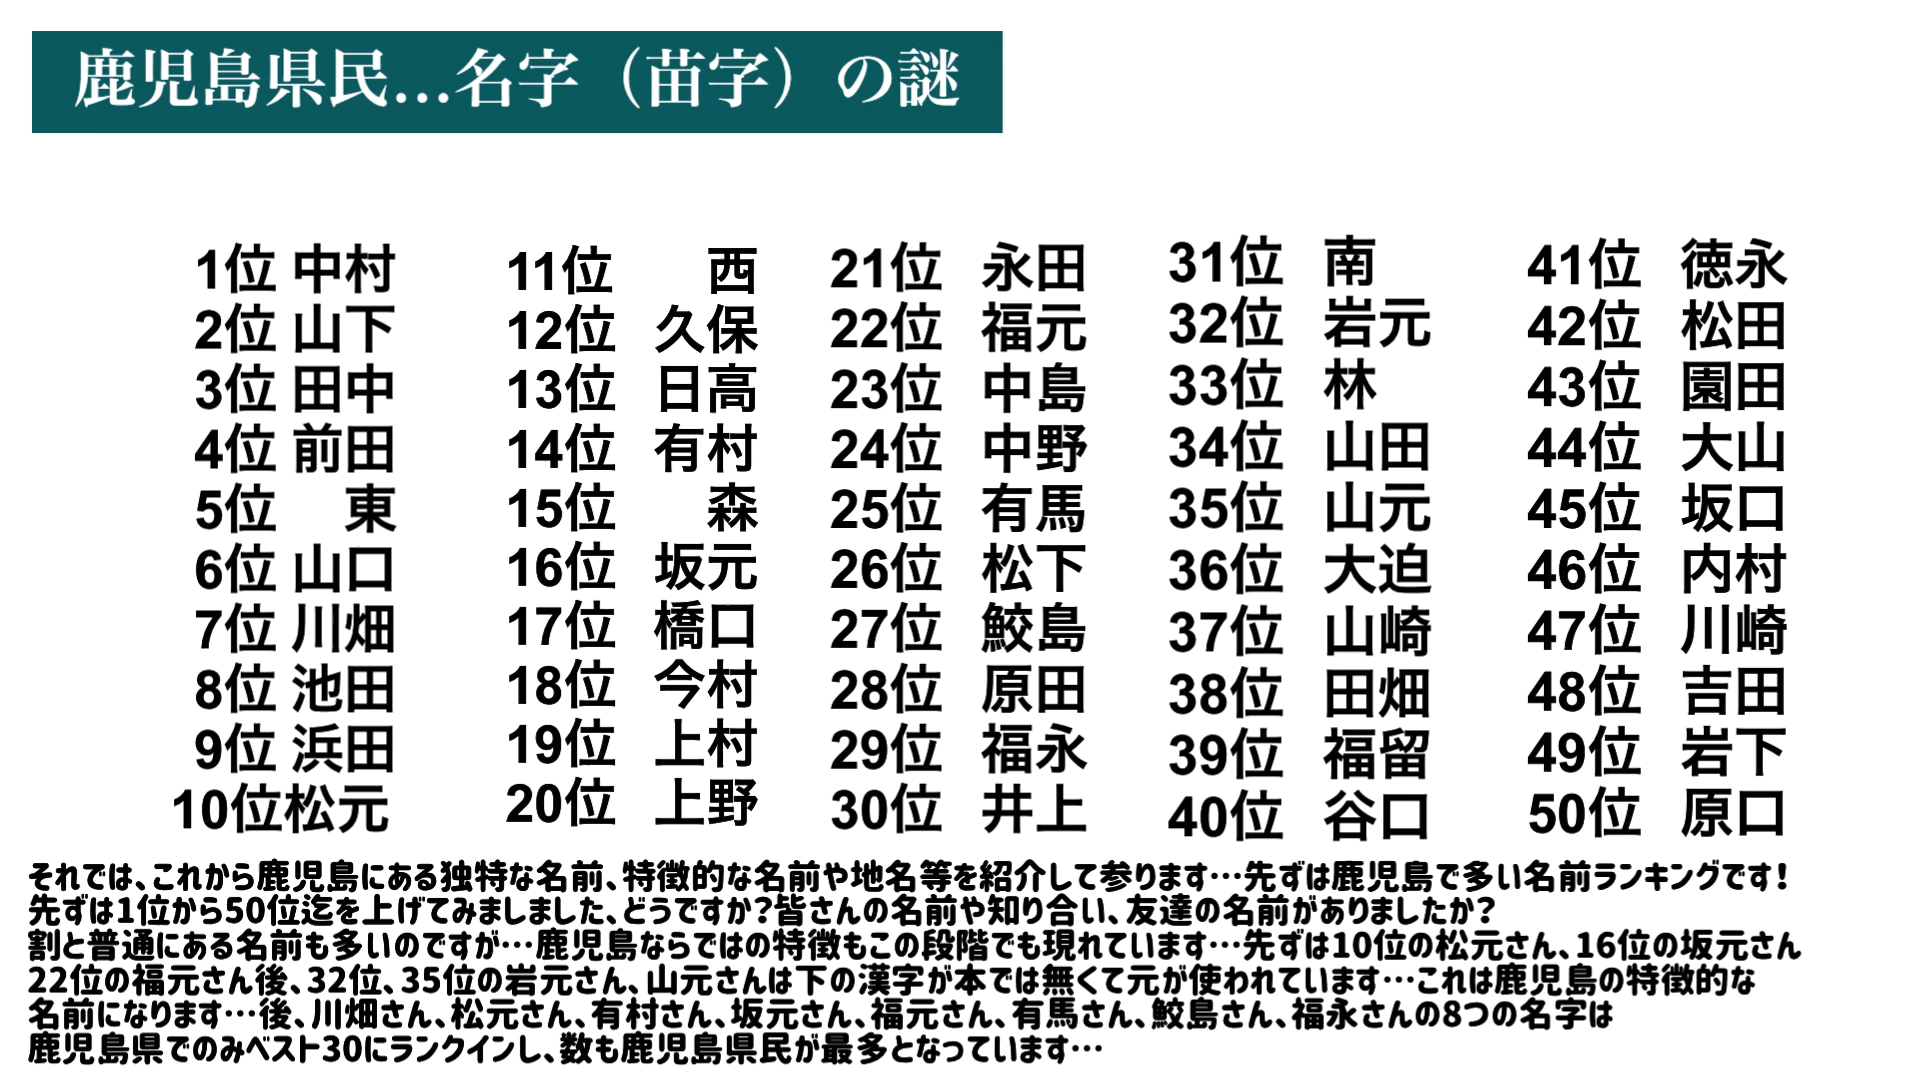 鹿児島県民…名字（苗字）の謎
1位 中村
2位 山下
3位 田中
4位 前田
5位 東
6位 山口
7位 川畑
8位 池田
9位 浜田
10位 松元
11位 西
12位 久保
13位 日高
14位 有村
15位 森
16位 坂元
17位 橋口
18位 今村
19位 上村
20位 上野
21位 永田
22位 福元
23位 中島
24位 中野
25位 有馬
26位 松下
27位 鮫島
28位 原田
29位 福永
30位 井上
31位 南
32位 岩元
33位 林
34位 山田
35位 山元
36位 大迫
37位 山崎
38位 田畑
39位 福留
40位 谷口
41位 徳永
42位 松田
43位 園田
44位 大山
45位 坂口
46位 内村
47位 川崎
48位 吉田
49位 岩下
50位 原口
それでは、これから鹿児島にある独特な名前、特徴的な名前や地名等を紹介して参ります…先ずは鹿児島で多い名前ランキングです！
先ずは1位から50位迄を上げてみましました、どうですか？皆さんの名前や知り合い、友達の名前がありましたか？
割と普通にある名前も多いのですが…鹿児島ならではの特徴もこの段階でも現れています…先ずは10位の松元さん、16位の坂元さん
22位の福元さん後、32位、35位の岩元さん、山元さんは下の漢字が本では無くて元が使われています…これは鹿児島の特徴的な
名前になります…後、川畑さん、松元さん、有村さん、坂元さん、福元さん、有馬さん、鮫島さん、福永さんの8つの名字は
鹿児島県でのみベスト30にランクインし、数も鹿児島県民が最多となっています…